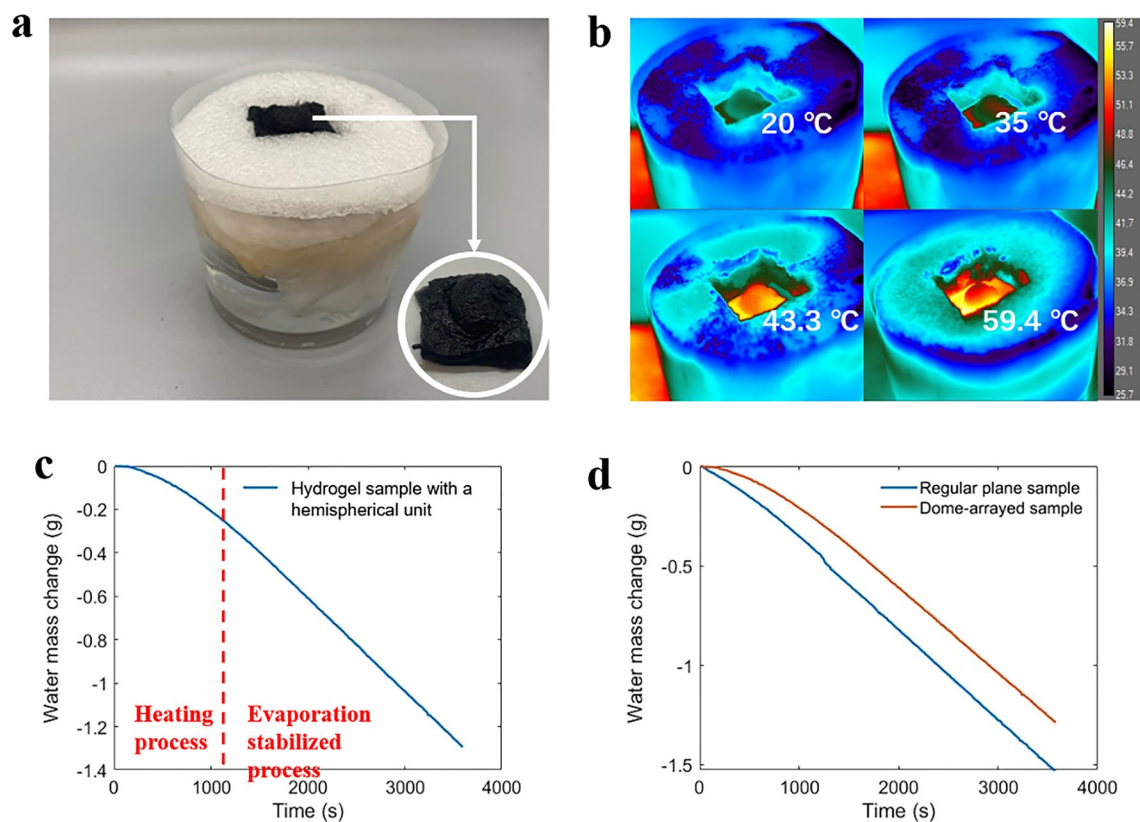 a
b
20 °C
35 °C
43.3 °C
59.4 °C
59.4
57.4
55.3
53.1
51.0
48.8
46.4
44.1
41.7
39.4
36.9
34.3
31.8
29.1
25.7
c
Hydrogel sample with a
hemispherical unit
Heating
process
Evaporation
stabilized
process
Water mass change (g)
0
-0.2
-0.4
-0.6
-0.8
-1
-1.2
-1.4
0
1000
2000
3000
4000
Time (s)
d
Regular plane sample
Dome-arrayed sample
Water mass change (g)
0
-0.5
-1
-1.5
0
1000
2000
3000
4000
Time (s)